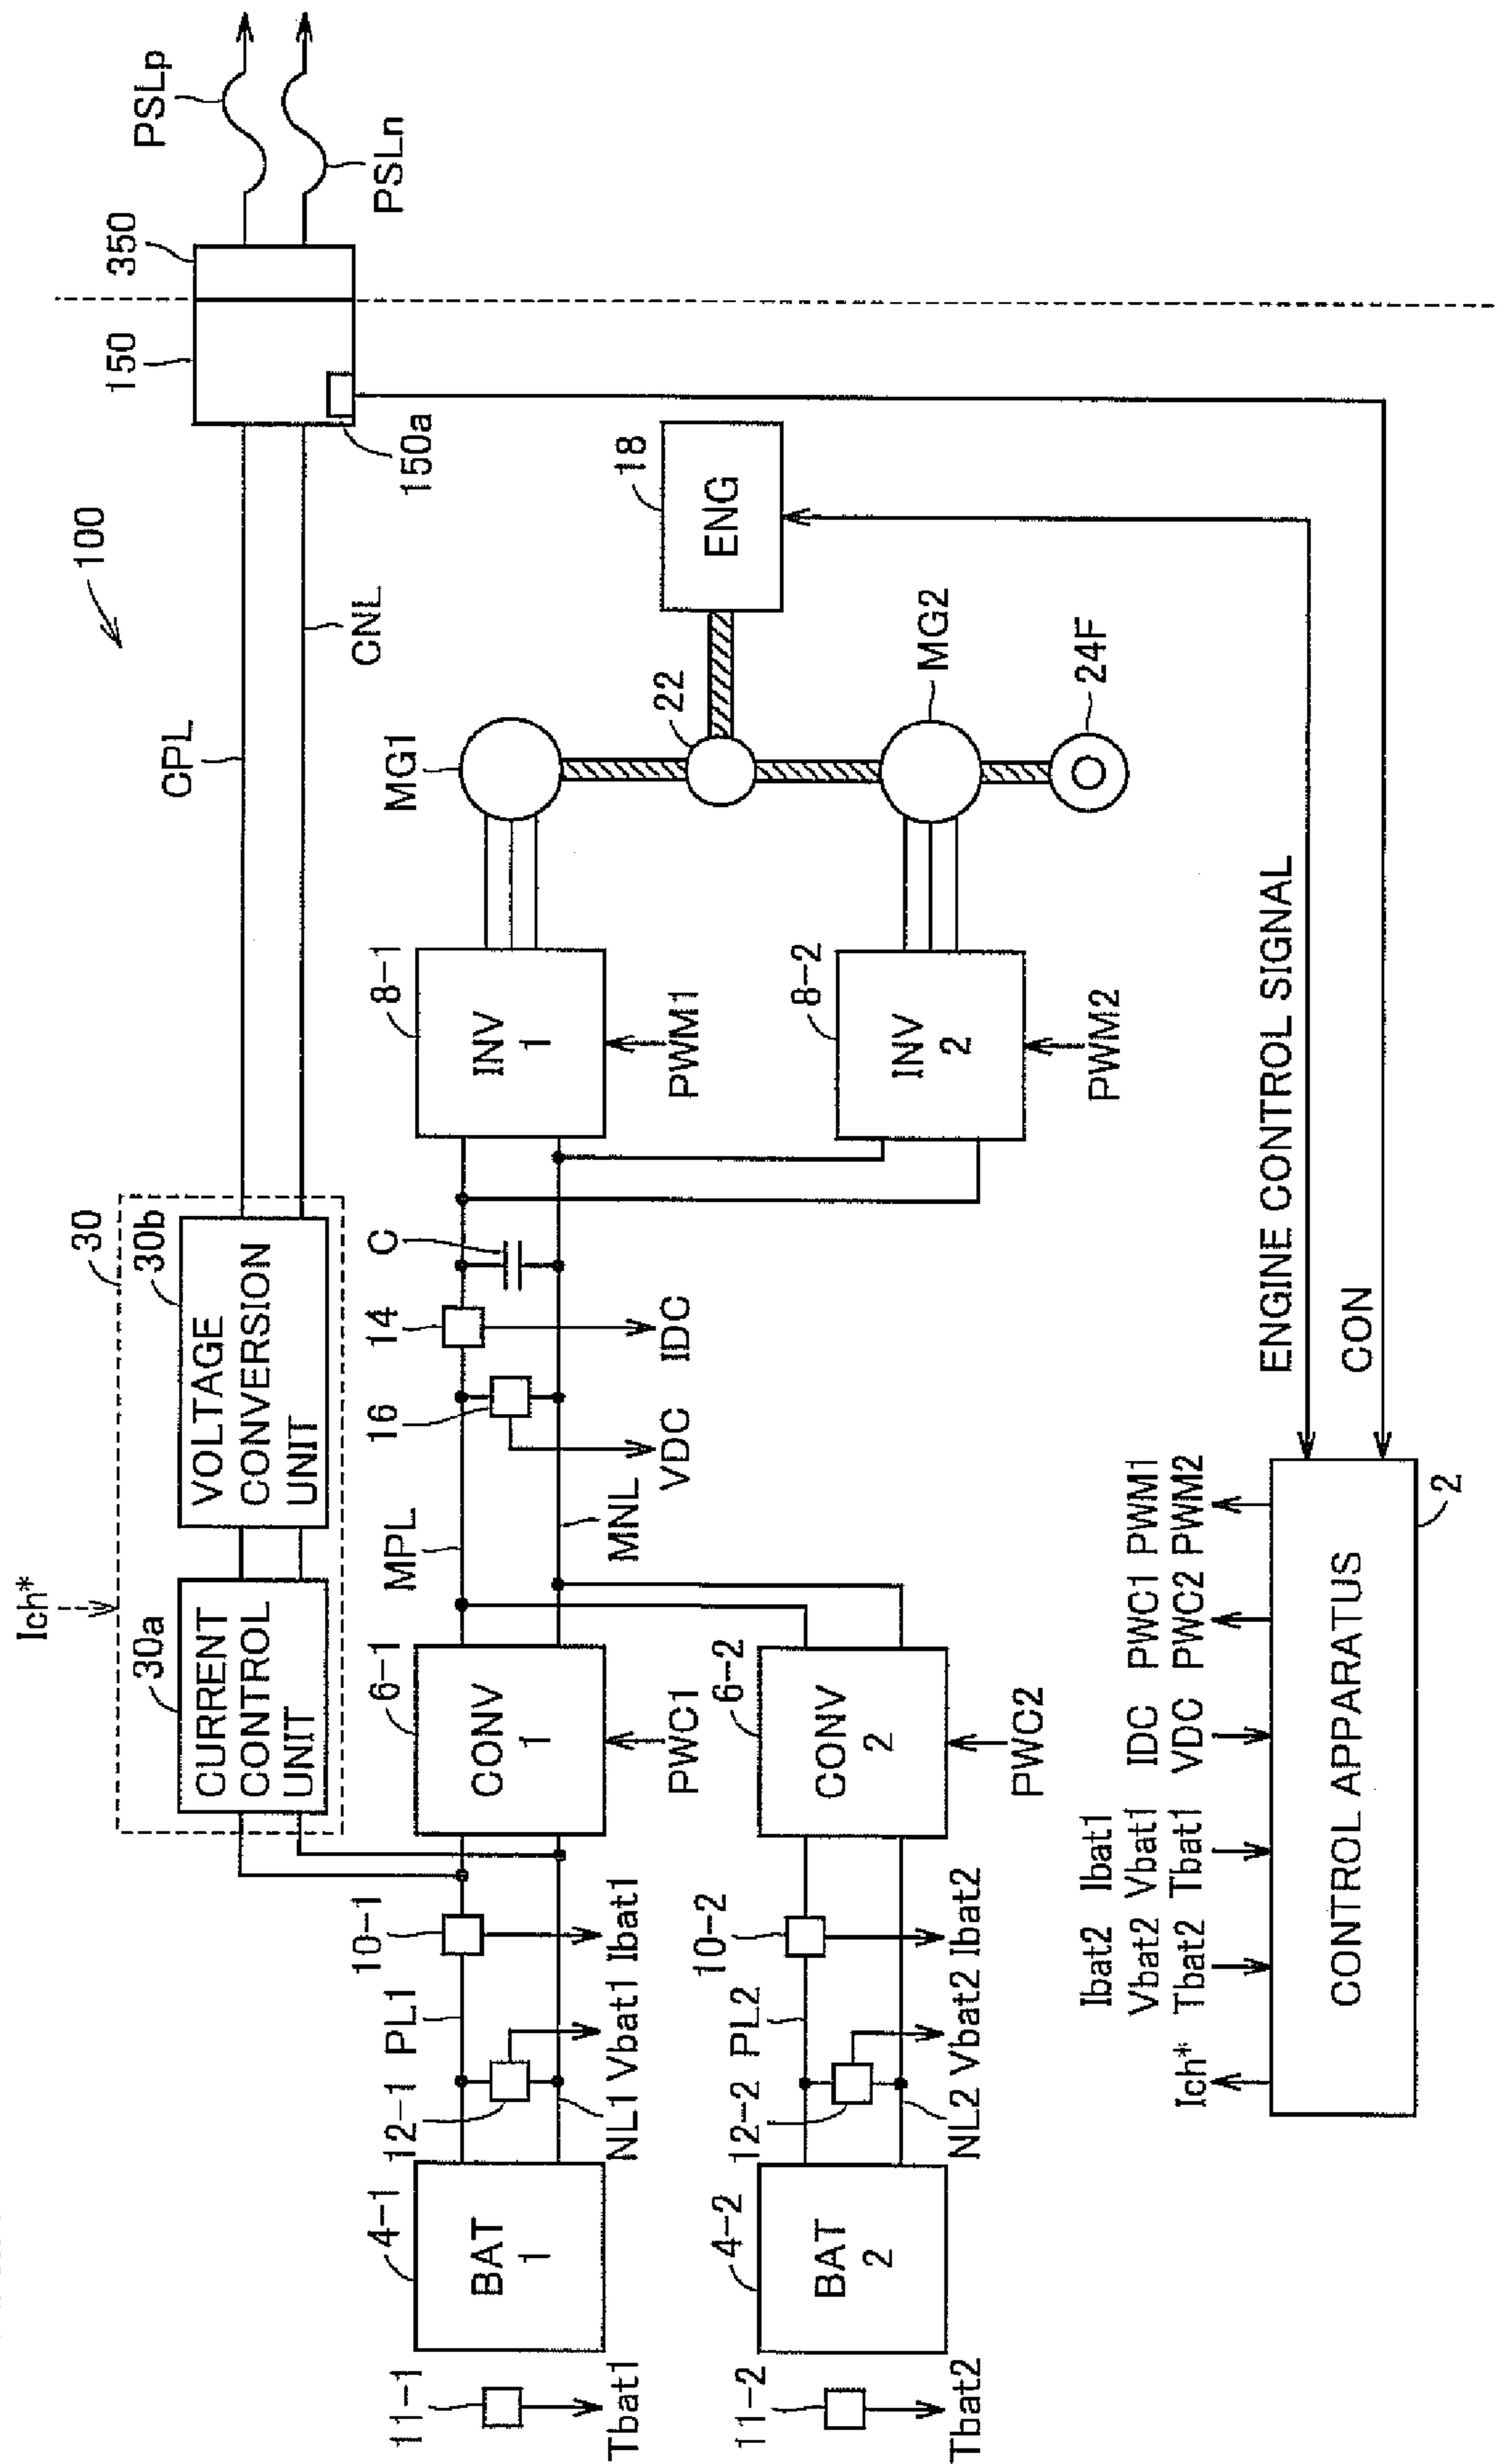 100
Ich*
30
30a
CURRENT
CONTROL
UNIT
30b
VOLTAGE
CONVERSION
UNIT
CPL
CNL
150
350
150a
PSLp
PSLn
11-1
Tbat1
4-1
BAT
1
12-1
PL1
NL1
Vbat1
10-1
Ibat1
6-1
CONV
1
PWC1
MPL
MNL
16
VDC
14
IDC
C
8-1
INV
1
PWM1
MG1
22
18
ENG
11-2
Tbat2
4-2
BAT
2
12-2
PL2
NL2
Vbat2
10-2
Ibat2
6-2
CONV
2
PWC2
8-2
INV
2
PWM2
MG2
24F
ENGINE CONTROL SIGNAL
CON
Ich*
Ibat2
Vbat2
Tbat2
Ibat1
Vbat1
Tbat1
IDC
VDC
PWC1
PWC2
PWM1
PWM2
CONTROL APPARATUS
2